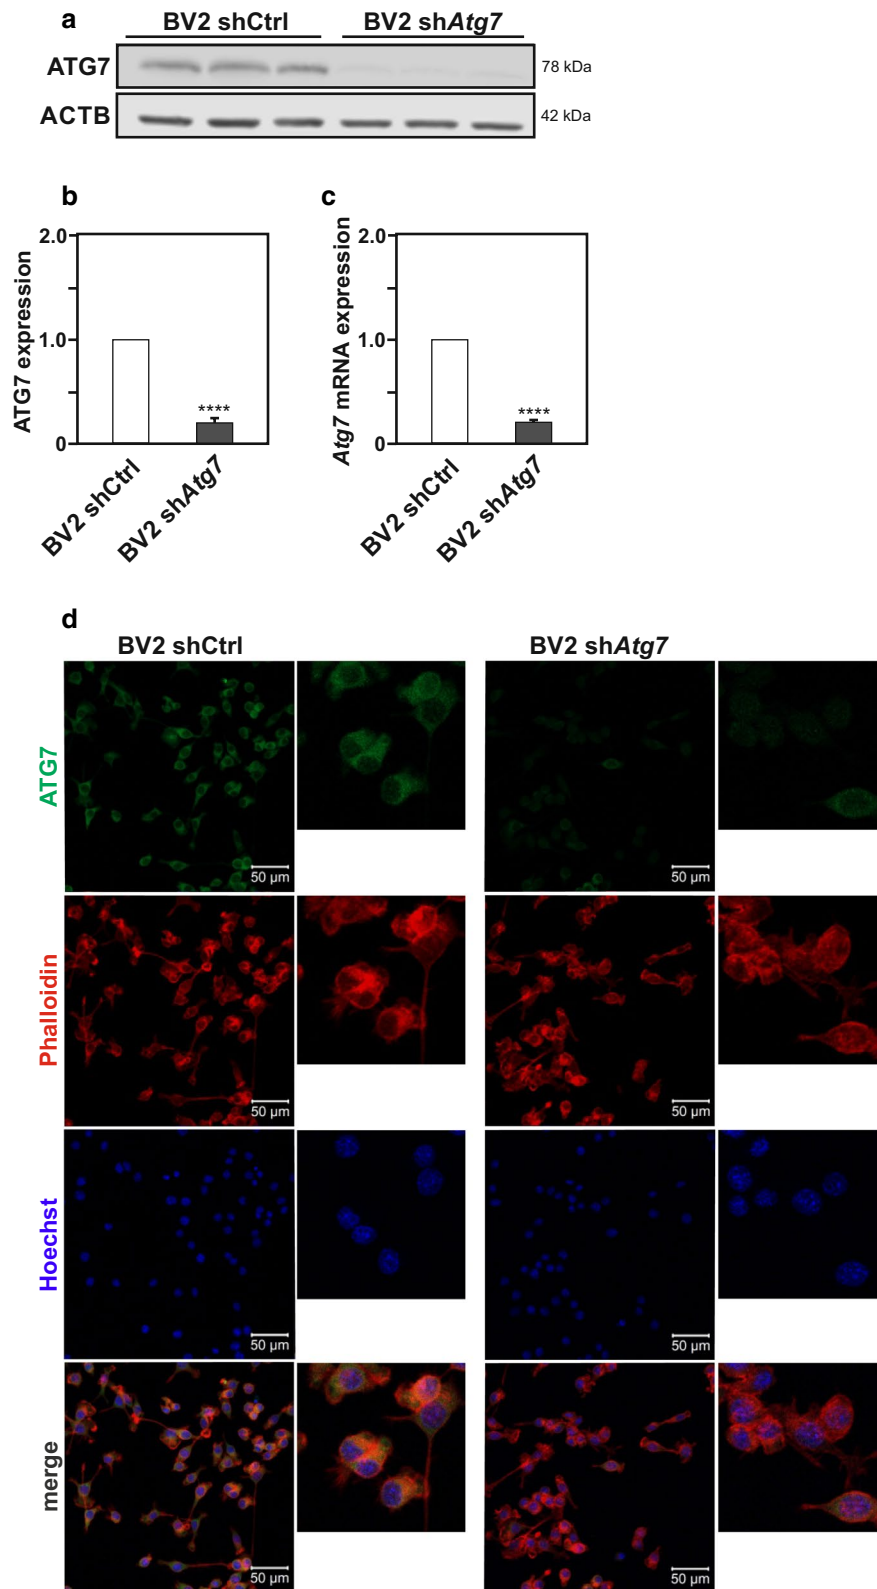 a
BV2 shCtrl BV2 shAtg7
ATG7 78 kDa
ACTB 42 kDa
b
ATG7 expression
2.0
1.0
0
****
BV2 shCtrl
BV2 shAtg7
c
Atg7 mRNA expression
2.0
1.0
0
****
BV2 shCtrl
BV2 shAtg7
d
BV2 shCtrl BV2 shAtg7
ATG7
50 µm
50 µm
Phalloidin
50 µm
50 µm
Hoechst
50 µm
50 µm
merge
50 µm
50 µm